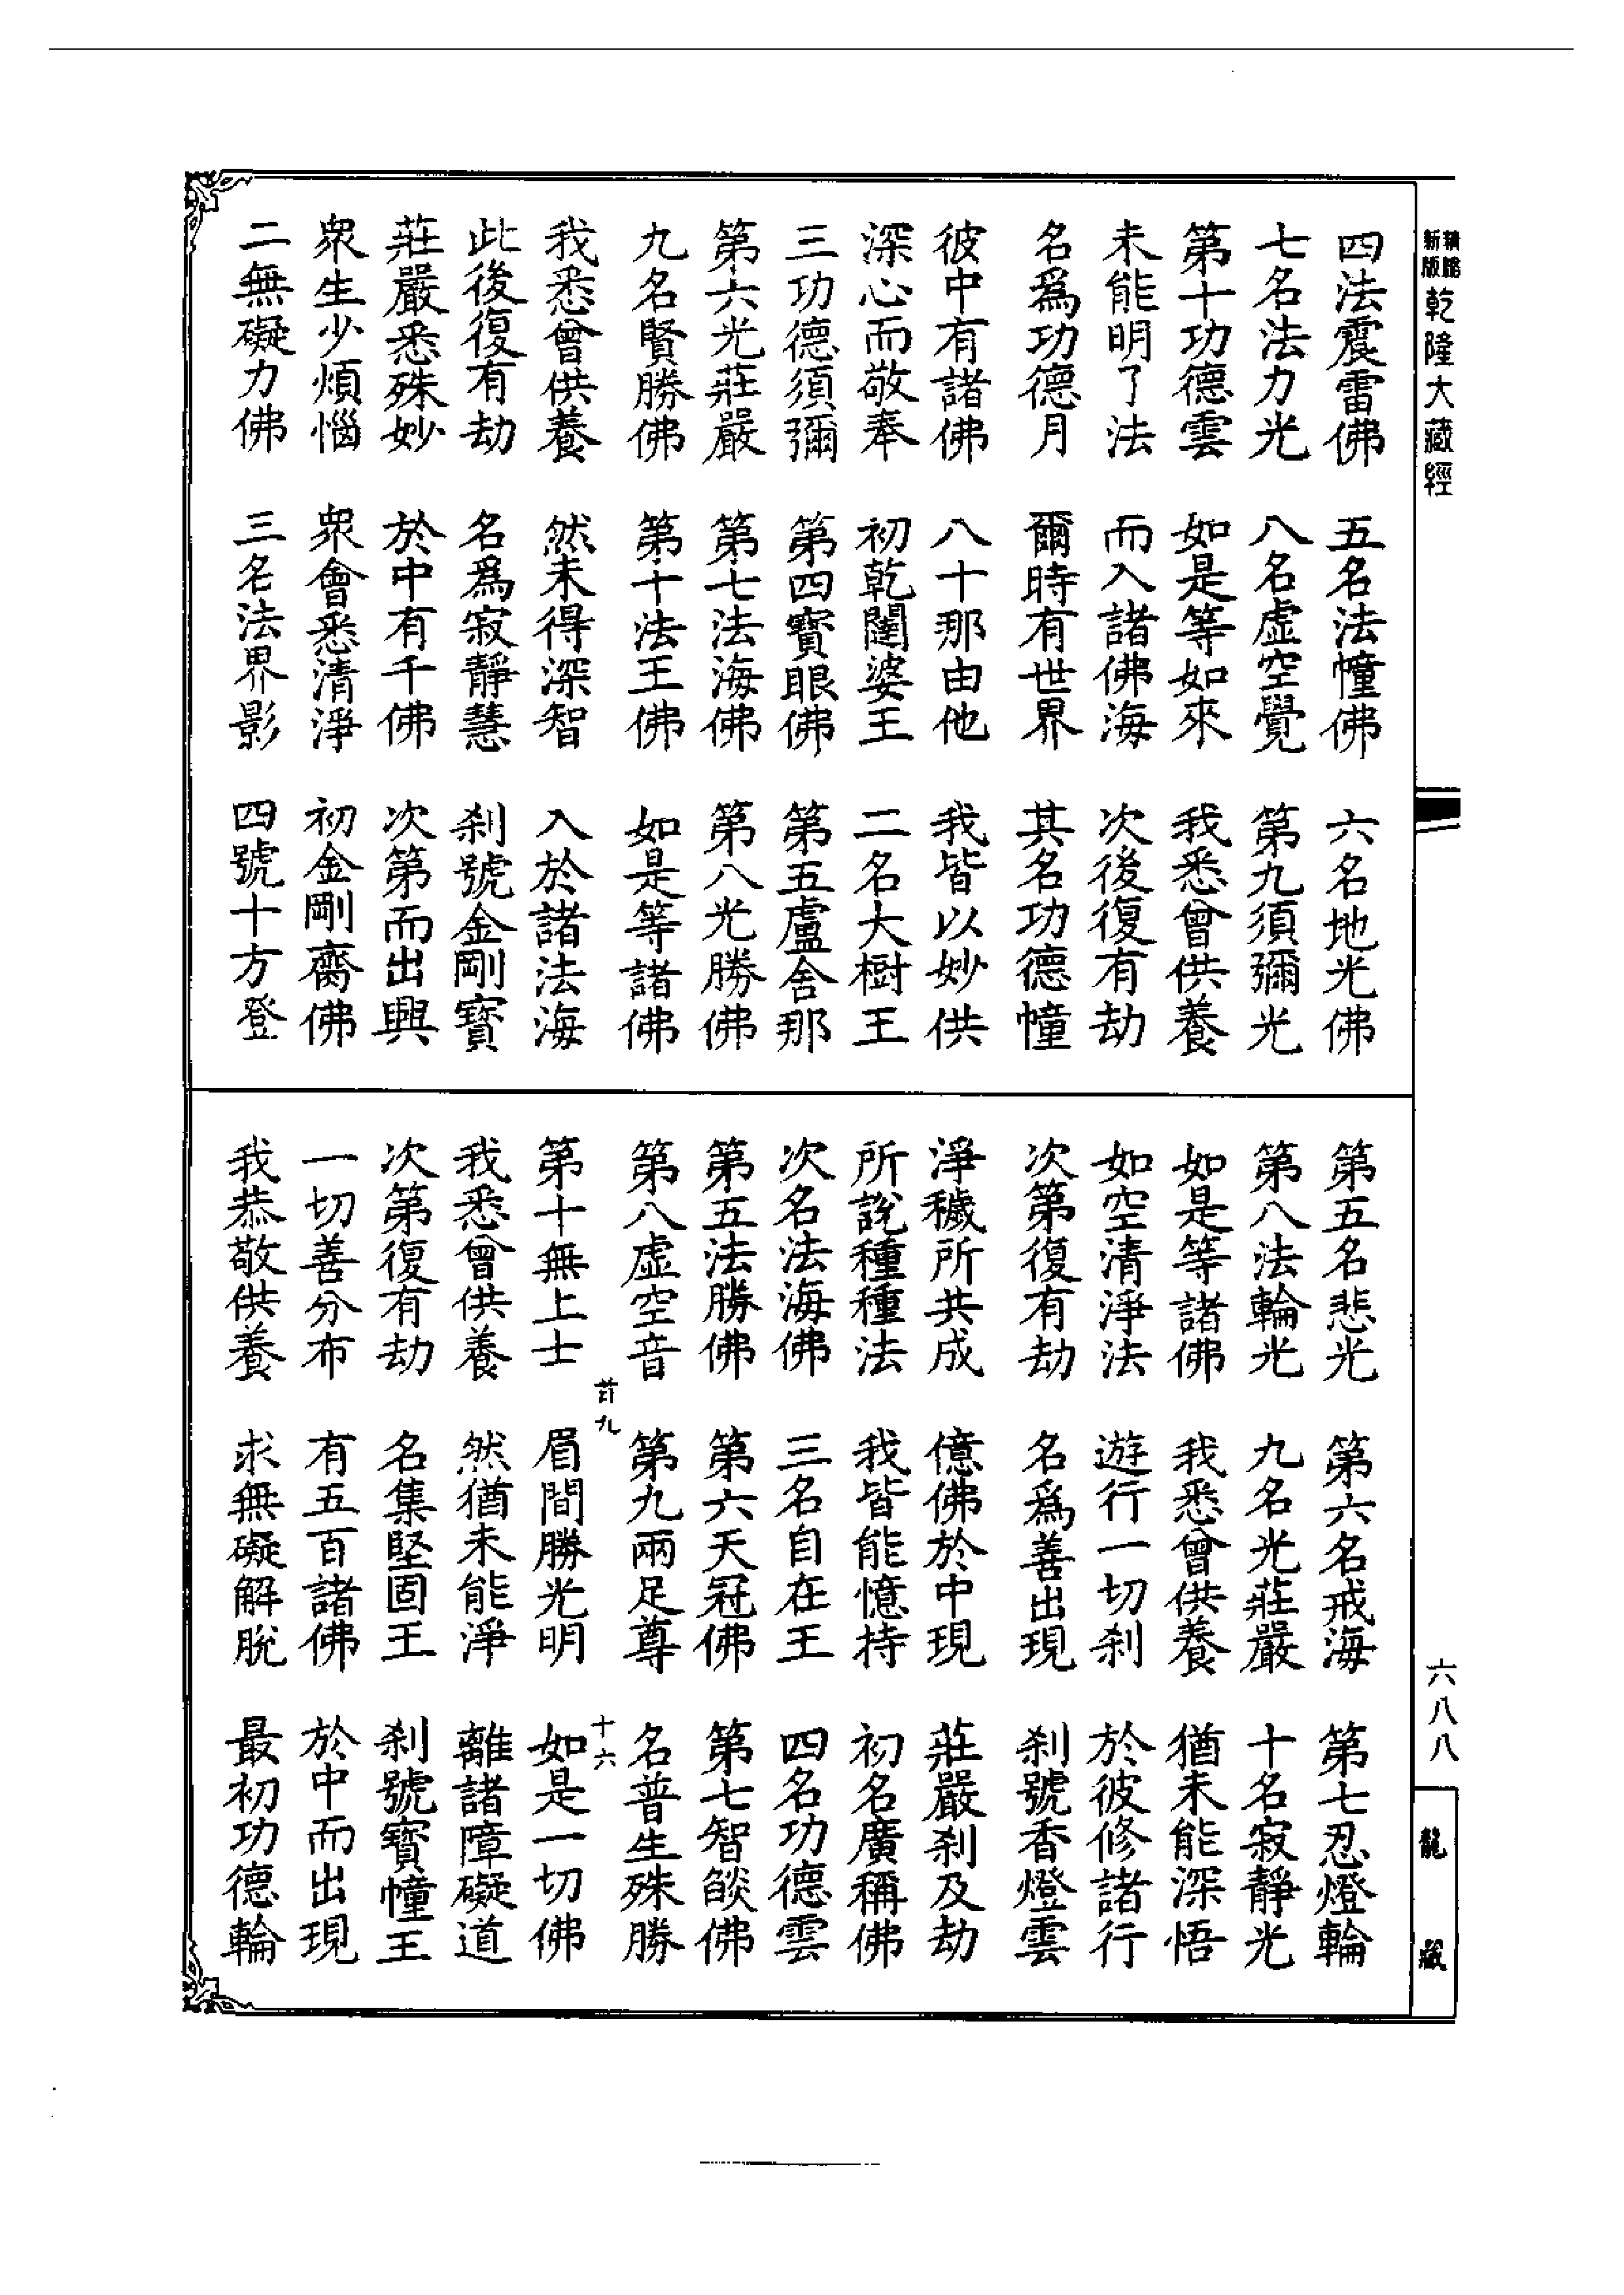 新版
精縮
乾隆大藏經
四法震雷佛　五名法幢佛　六名地光佛
七名法力光　八名虛空覺　第九須彌光
第十功德雲　如是等如來　我悉曾供養
未能明了法　而入諸佛海　次後復有劫
名爲功德月　爾時有世界　其名功德幢
彼中有諸佛　八十那由他　我皆以妙供
深心而敬奉　初乾闥婆王　二名大樹王
三功德須彌　第四寶眼佛　第五盧舍那
第六光莊嚴　第七法海佛　第八光勝佛
九名賢勝佛　第十法王佛　如是等諸佛
我悉曾供養　然未得深智　入於諸法海
此後復有劫　名爲寂靜慧　刹號金剛寶
莊嚴悉殊妙　於中有千佛　次第而出興
衆生少煩惱　衆會悉清淨　初金剛齎佛
二無礙力佛　三名法界影　四號十方登
第五名悲光　第六名戒海　第七忍燈輪
第八法輪光　九名光莊嚴　十名寂靜光
如是等諸佛　我悉曾供養　猶未能深悟
如空清淨法　遊行一切刹　於彼修諸行
次第復有劫　名爲善出現　刹號香燈雲
淨穢所共成　億佛於中現　莊嚴刹及劫
所說種種法　我皆能憶持　初名廣稱佛
次名法海佛　三名自在王　四名功德雲
第五法勝佛　第六天冠佛　第七智燄佛
第八虛空音　第九兩足尊　名普生殊勝
九　十六
第十無上士　眉間勝光明　如是一切佛
我悉曾供養　然猶未能淨　離諸障礙道
次第復有劫　名集堅固王　刹號寶幢王
一切善分布　有五百諸佛　於中而出現
我恭敬供養　求無礙解脫　最初功德輪
六八八
龍藏